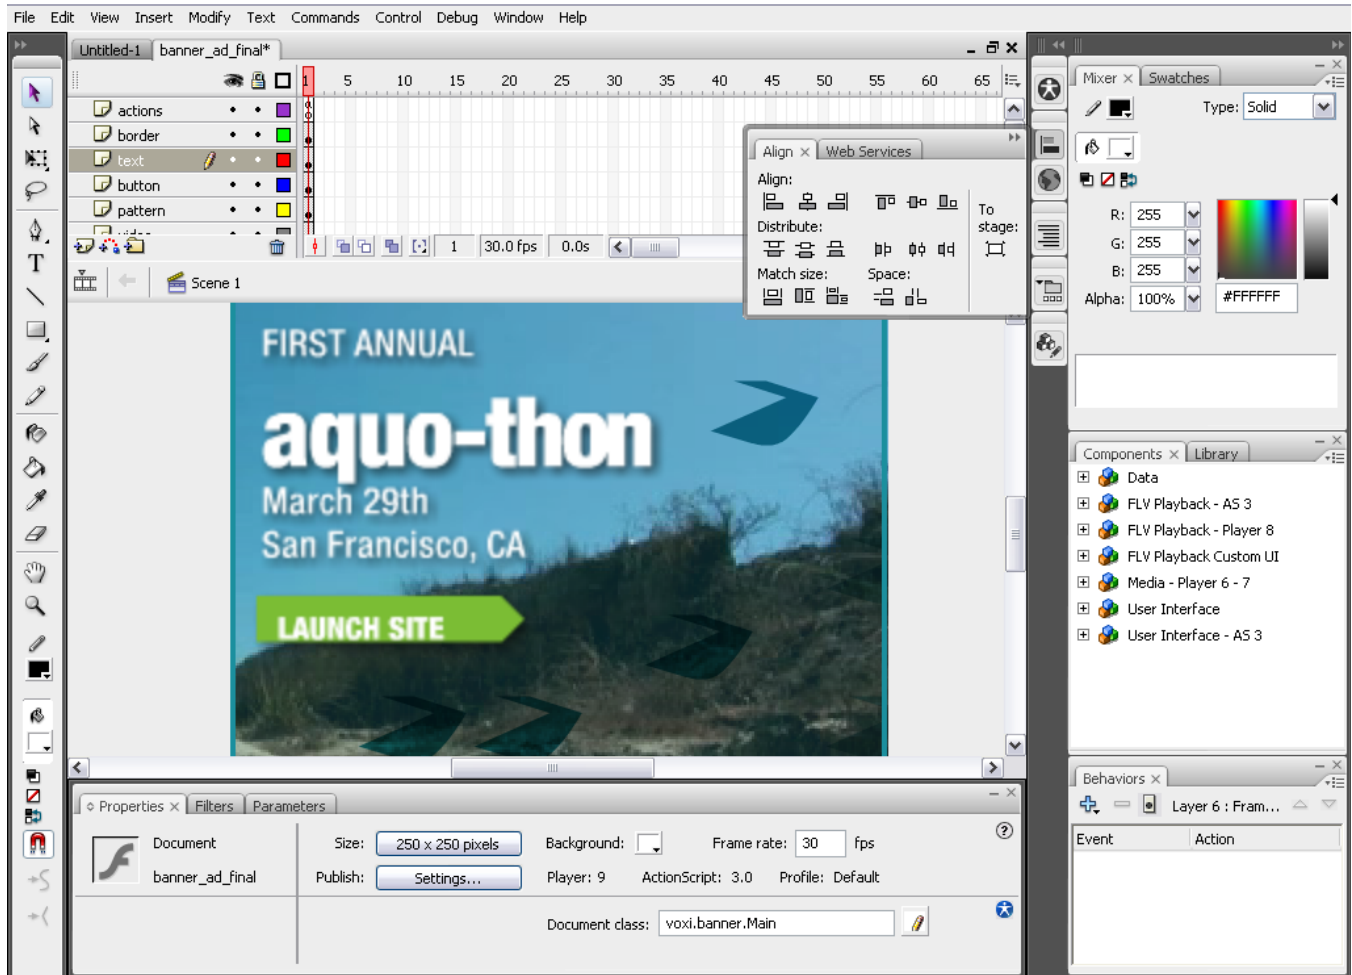 File Edit View Insert Modify Text Commands Control Debug Window Help
Untitled-1 banner_ad_final*
1 5 10 15 20 25 30 35 40 45 50 55 60 65
actions
border
text
button
pattern
video
1 30.0 fps 0.0s
Scene 1
Align × Web Services
Align:
To
Distribute:
stage:
Match size: Space:
FIRST ANNUAL
aquo-thon
March 29th
San Francisco, CA
LAUNCH SITE
Properties × Filters Parameters
Document
banner_ad_final
Size: 250 x 250 pixels Background: Frame rate: 30 fps
Publish: Settings... Player: 9 ActionScript: 3.0 Profile: Default
Document class: voxi.banner.Main
Mixer × Swatches
Type: Solid
R: 255
G: 255
B: 255
Alpha: 100% #FFFFFF
Components × Library
Data
FLV Playback - AS 3
FLV Playback - Player 8
FLV Playback Custom UI
Media - Player 6 - 7
User Interface
User Interface - AS 3
Behaviors ×
Layer 6 : Fram...
Event Action